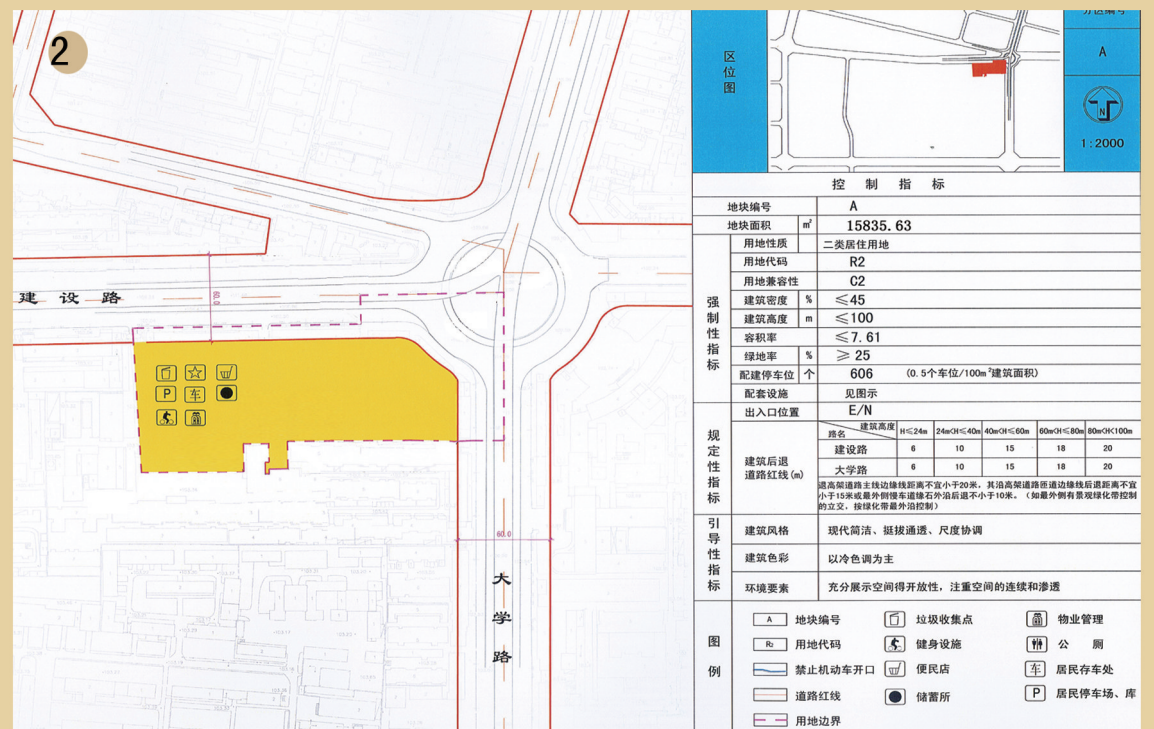 2
建设路
60.0
P
车
60.0
大学路
区位图
分区编号
A
N
1:2000
控制指标
地块编号 A
地块面积 m² 15835.63
强制性指标
用地性质 二类居住用地
用地代码 R2
用地兼容性 C2
建筑密度 % ≤45
建筑高度 m ≤100
容积率 ≤7.61
绿地率 % ≥25
配建停车位 个 606 (0.5个车位/100m²建筑面积)
配套设施 见图示
出入口位置 E/N
规定性指标
建筑后退道路红线(m)
路名 建筑高度 H≤24m 24m<H≤40m 40m<H≤60m 60m<H≤80m 80m<H<100m
建设路 6 10 15 18 20
大学路 6 10 15 18 20
退高架道路主线边缘线距离不宜小于20米，其沿高架道路匝道边缘线后退距离不宜
小于15米或最外侧慢车道缘石外沿后退不小于10米。（如最外侧有景观绿化带控制
的立交，按绿化带最外沿控制）
引导性指标
建筑风格 现代简洁、挺拔通透、尺度协调
建筑色彩 以冷色调为主
环境要素 充分展示空间得开放性，注重空间的连续和渗透
图例
A 地块编号 垃圾收集点 物业管理
R2 用地代码 健身设施 公厕
禁止机动车开口 便民店 车 居民存车处
道路红线 储蓄所 P 居民停车场、库
用地边界